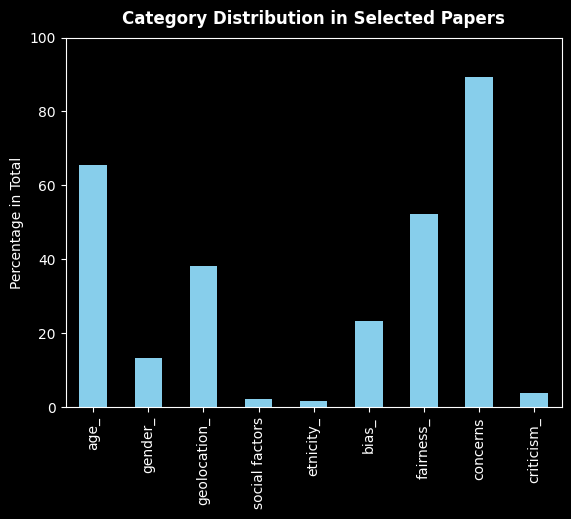 Category Distribution in Selected Papers
Percentage in Total
100
80
60
40
20
0
age_
gender_
geolocation_
social factors
etnicity_
bias_
fairness_
concerns
criticism_